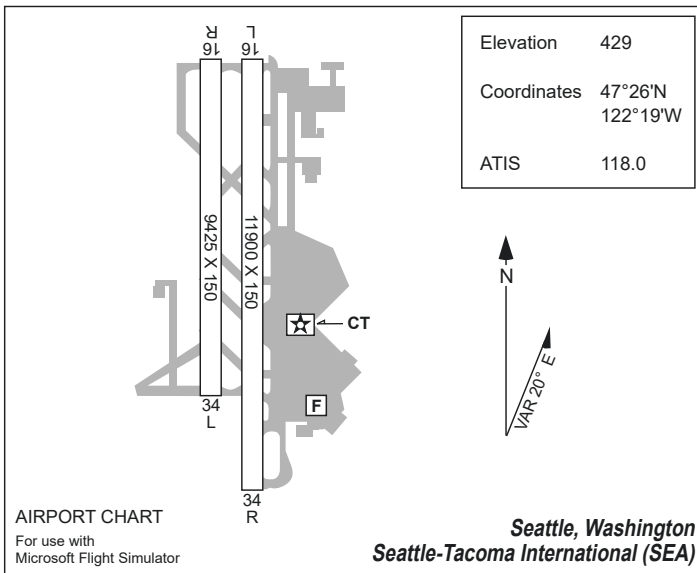 16
R
16
L
9425 X 150
11900 X 150
CT
F
34
L
34
R
Elevation 429
Coordinates 47°26'N
122°19'W
ATIS 118.0
N
VAR 20° E
AIRPORT CHART
For use with
Microsoft Flight Simulator
Seattle, Washington
Seattle-Tacoma International (SEA)